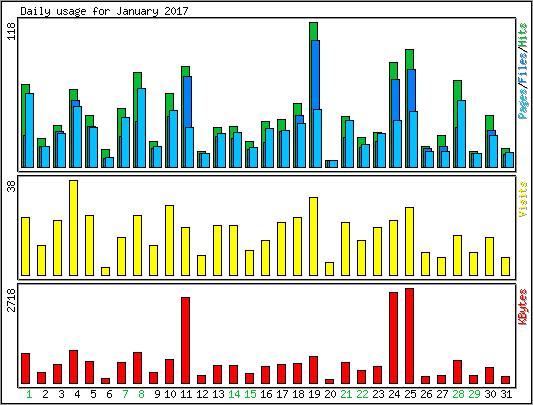 Daily usage for January 2017
118
Pages/Files/Hits
38
Visits
2718
KBytes
1 2 3 4 5 6 7 8 9 10 11 12 13 14 15 16 17 18 19 20 21 22 23 24 25 26 27 28 29 30 31